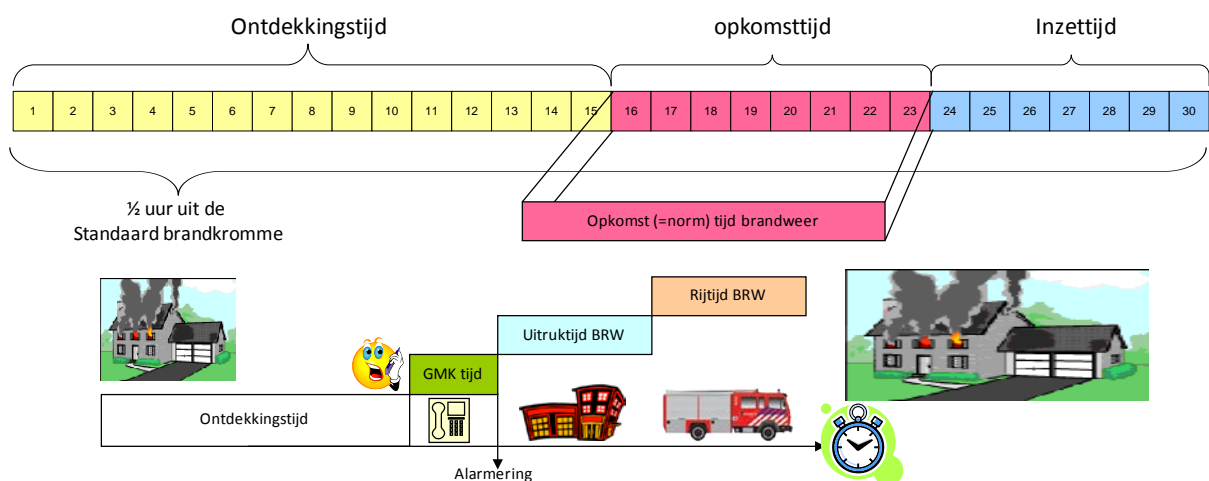 Ontdekkingstijd opkomsttijd Inzettijd
1 2 3 4 5 6 7 8 9 10 11 12 13 14 15 16 17 18 19 20 21 22 23 24 25 26 27 28 29 30
½ uur uit de
Standaard brandkromme
Opkomst (=norm) tijd brandweer
Rijtijd BRW
Uitruktijd BRW
GMK tijd
Ontdekkingstijd
Alarmering